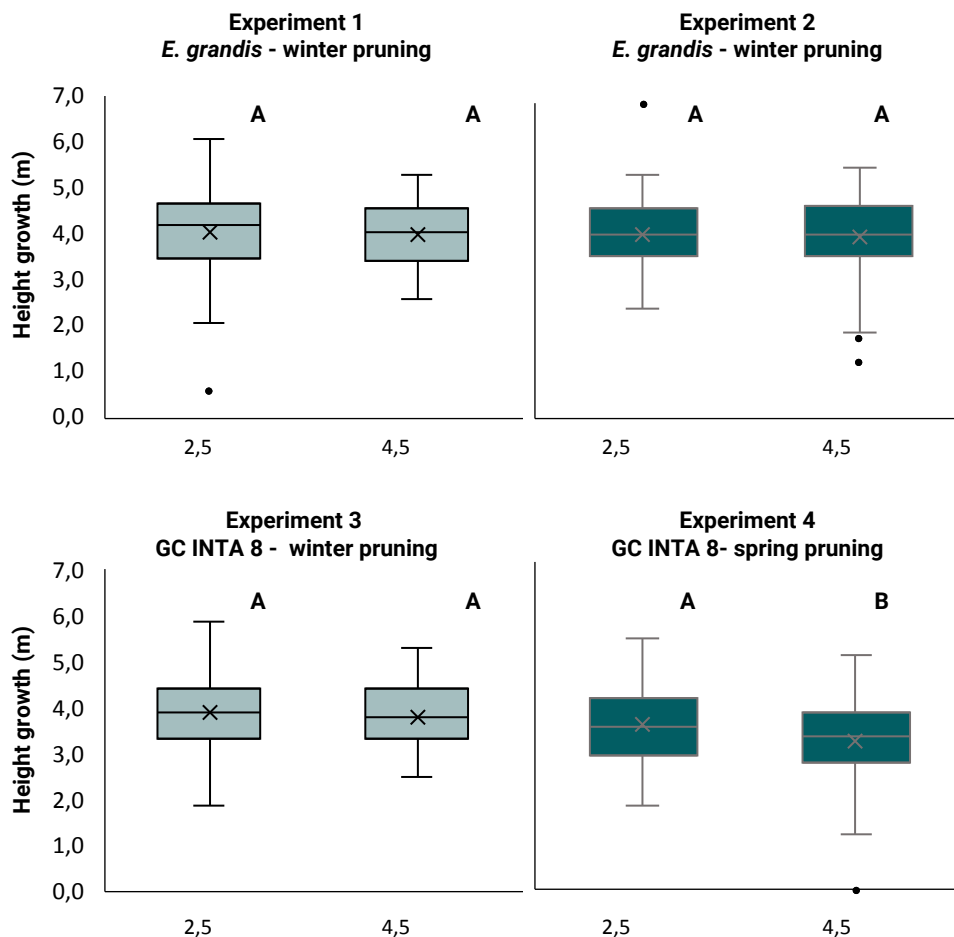 Experiment 1
E. grandis - winter pruning
Experiment 2
E. grandis - winter pruning
Height growth (m)
7,0
6,0
5,0
4,0
3,0
2,0
1,0
0,0
A
A
A
A
2,5
4,5
2,5
4,5
Experiment 3
GC INTA 8 - winter pruning
Experiment 4
GC INTA 8- spring pruning
Height growth (m)
7,0
6,0
5,0
4,0
3,0
2,0
1,0
0,0
A
A
A
B
2,5
4,5
2,5
4,5